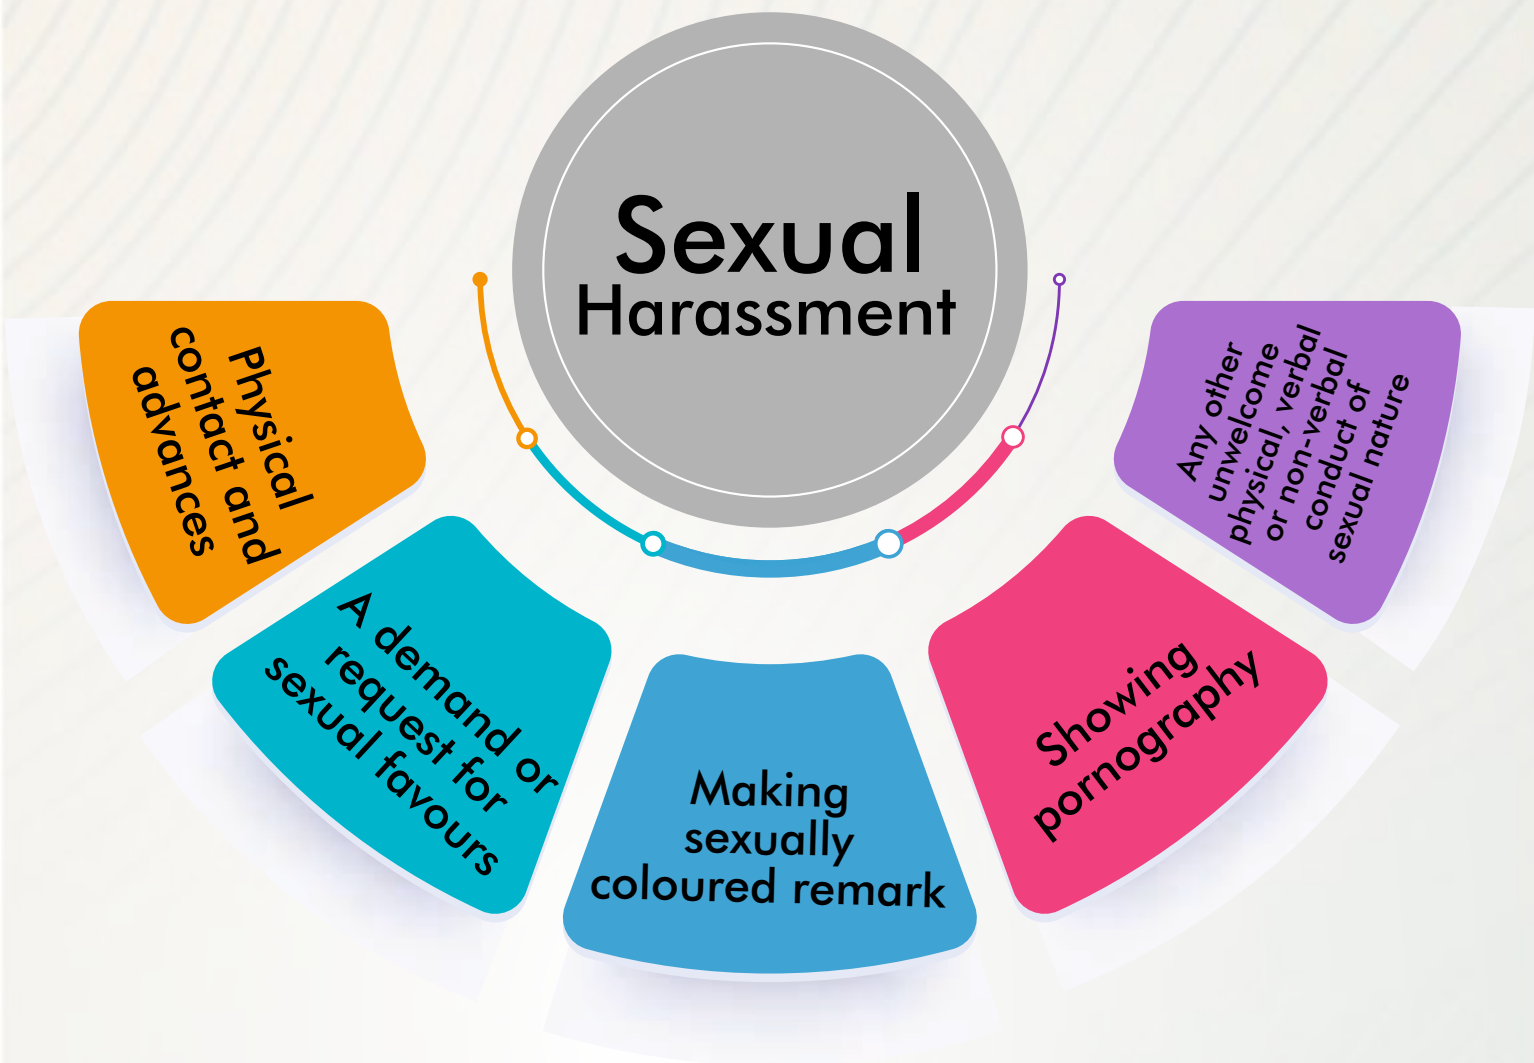 Sexual
Harassment
Physical
contact and
advances
A demand or
request for
sexual favours
Making
sexually
coloured remark
Showing
pornography
Any other
unwelcome
physical, verbal
or non-verbal
conduct of
sexual nature